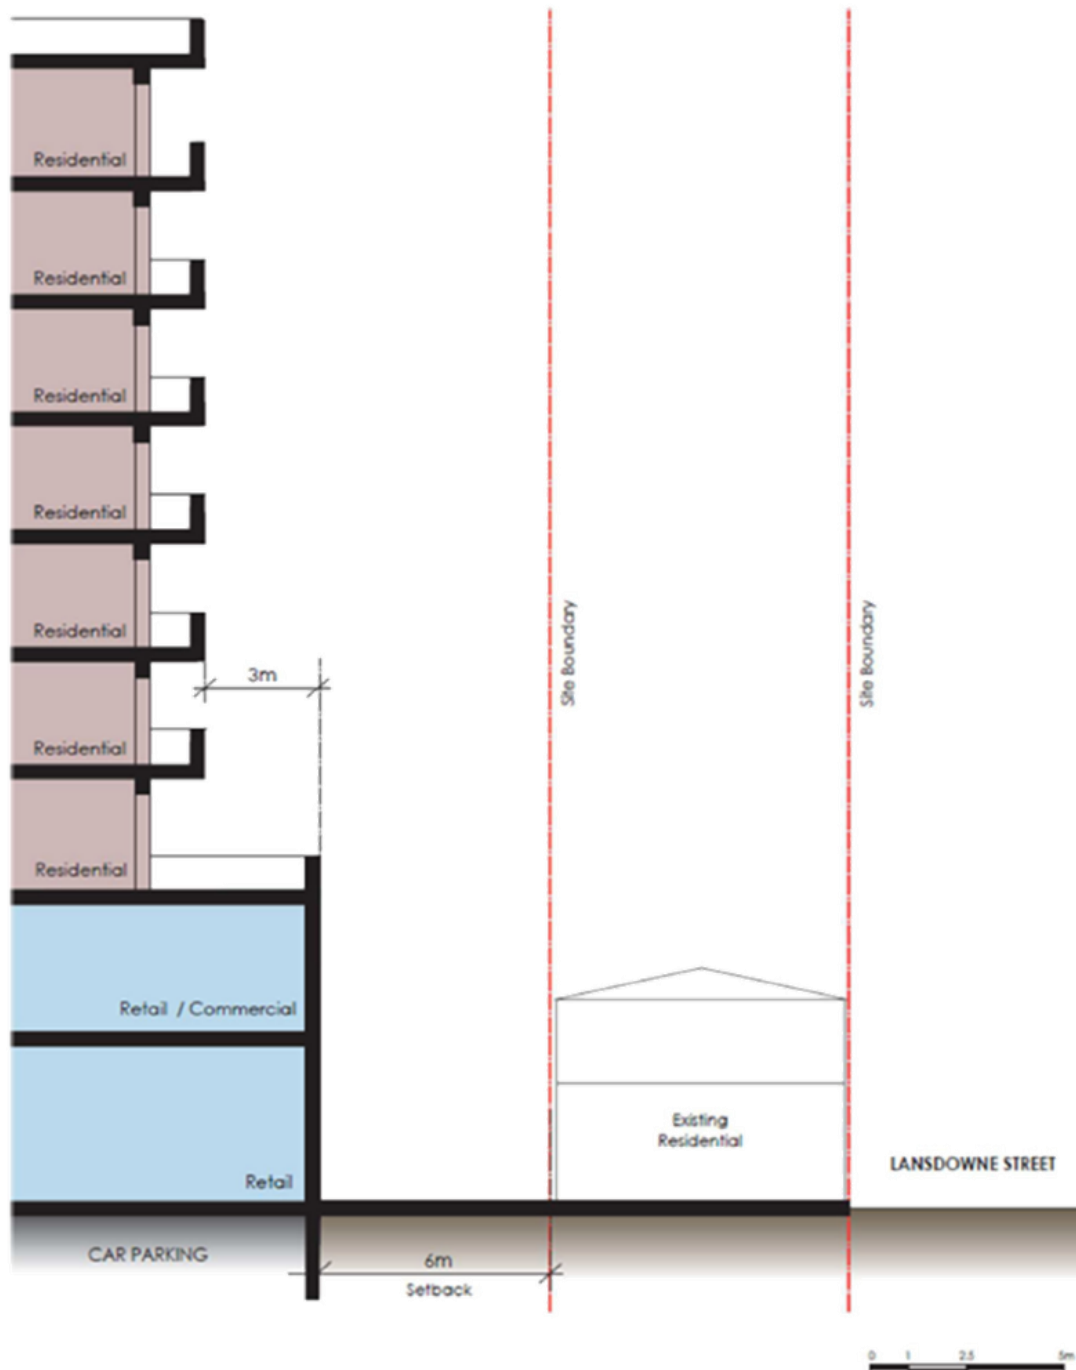 Residential
Residential
Residential
Residential
Residential
3m
Site Boundary
Site Boundary
Residential
Residential
Retail / Commercial
Existing
Residential
LANSDOWNE STREET
Retail
CAR PARKING
6m
Setback
0 1 2.5 5m